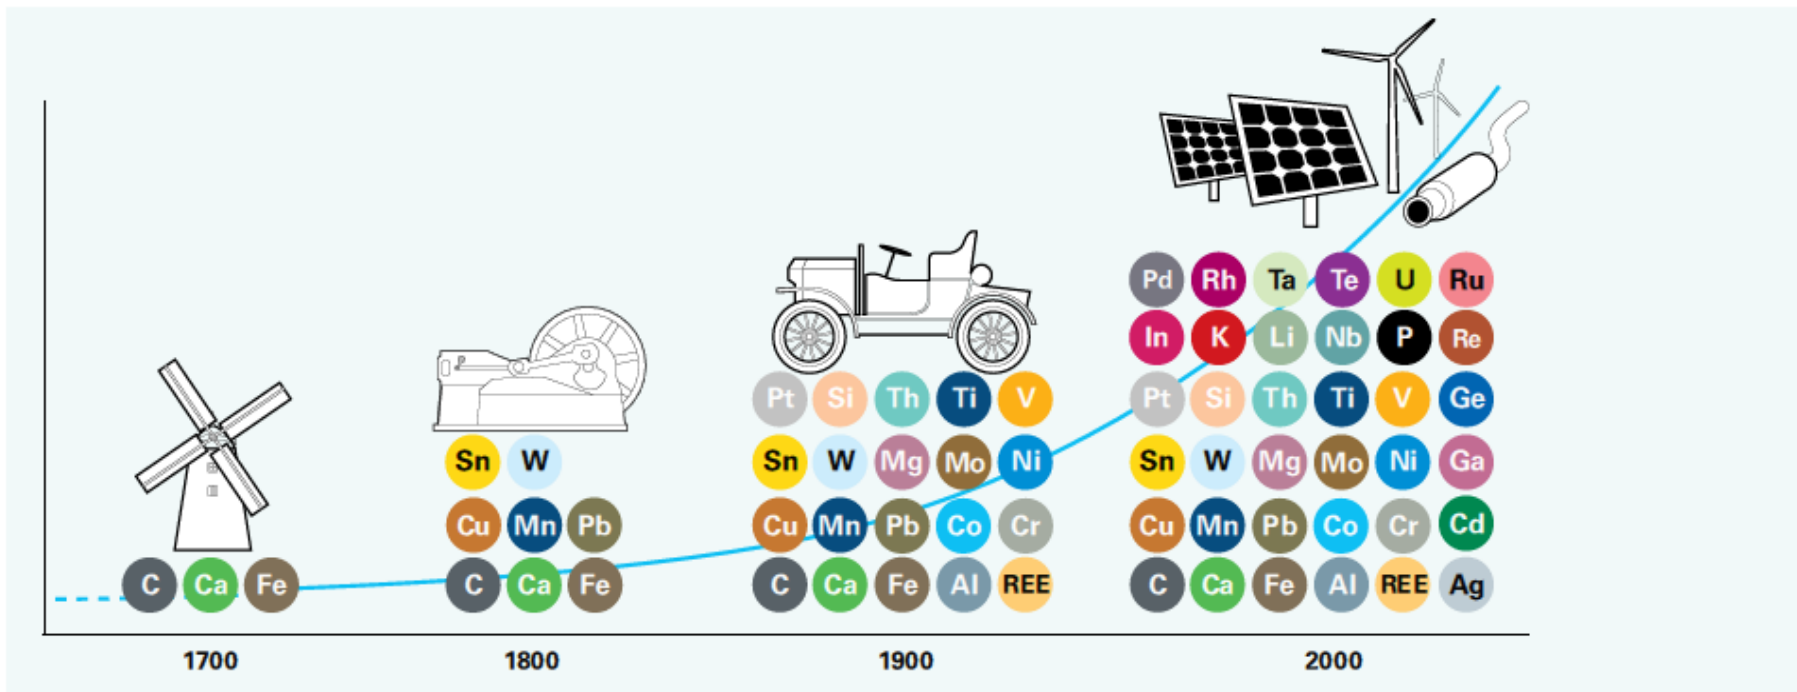 Pd Rh Ta Te U Ru
In K Li Nb P Re
Pt Si Th Ti V Pt Si Th Ti V Ge
Sn W Sn W Mg Mo Ni Sn W Mg Mo Ni Ga
Cu Mn Pb Cu Mn Pb Co Cr Cu Mn Pb Co Cr Cd
C Ca Fe C Ca Fe C Ca Fe Al REE C Ca Fe Al REE Ag
1700 1800 1900 2000